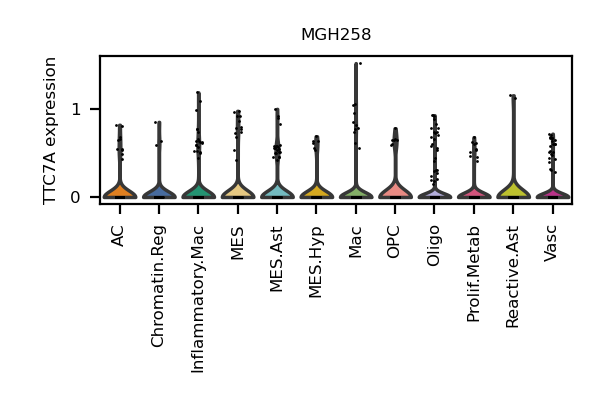 MGH258
TTC7A expression
1
0
AC
Chromatin.Reg
Inflammatory.Mac
MES
MES.Ast
MES.Hyp
Mac
OPC
Oligo
Prolif.Metab
Reactive.Ast
Vasc